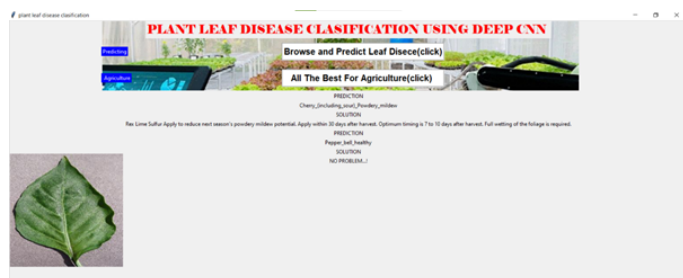 plant leaf disease clasification
PLANT LEAF DISEASE CLASIFICATION USING DEEP CNN
Predicting
Browse and Predict Leaf Disece(click)
Agriculture
All The Best For Agriculture(click)
PREDICTION
Cherry_(including_sour)_Powdery_mildew
SOLUTION
Rex Lime Sulfur Apply to reduce next season's powdery mildew potential. Apply within 30 days after harvest. Optimum timing is 7 to 10 days after harvest. Full wetting of the foliage is required.
PREDICTION
Pepper_bell_healthy
SOLUTION
NO PROBLEM...!